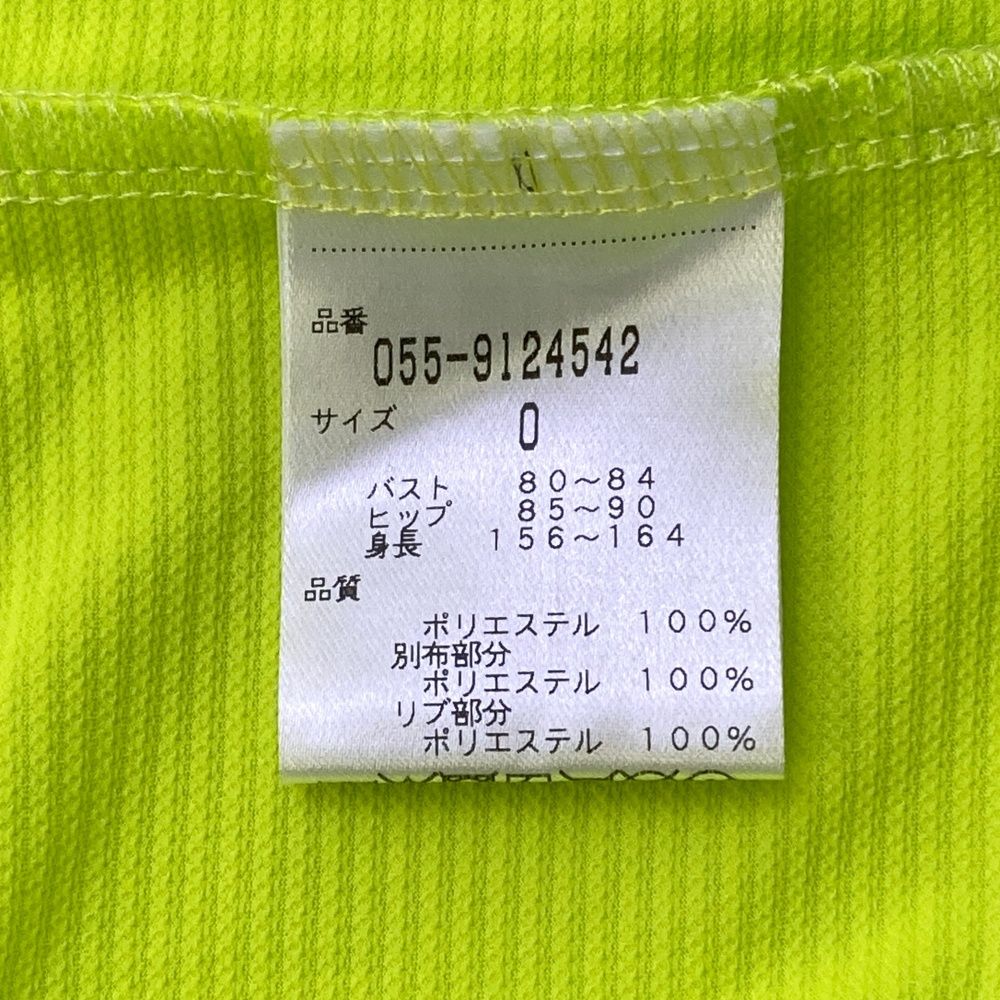 品番
055-9124542
サイズ 0
バスト 80～84
ヒップ 85～90
身長 156～164
品質
ポリエステル 100%
別布部分
ポリエステル 100%
リブ部分
ポリエステル 100%